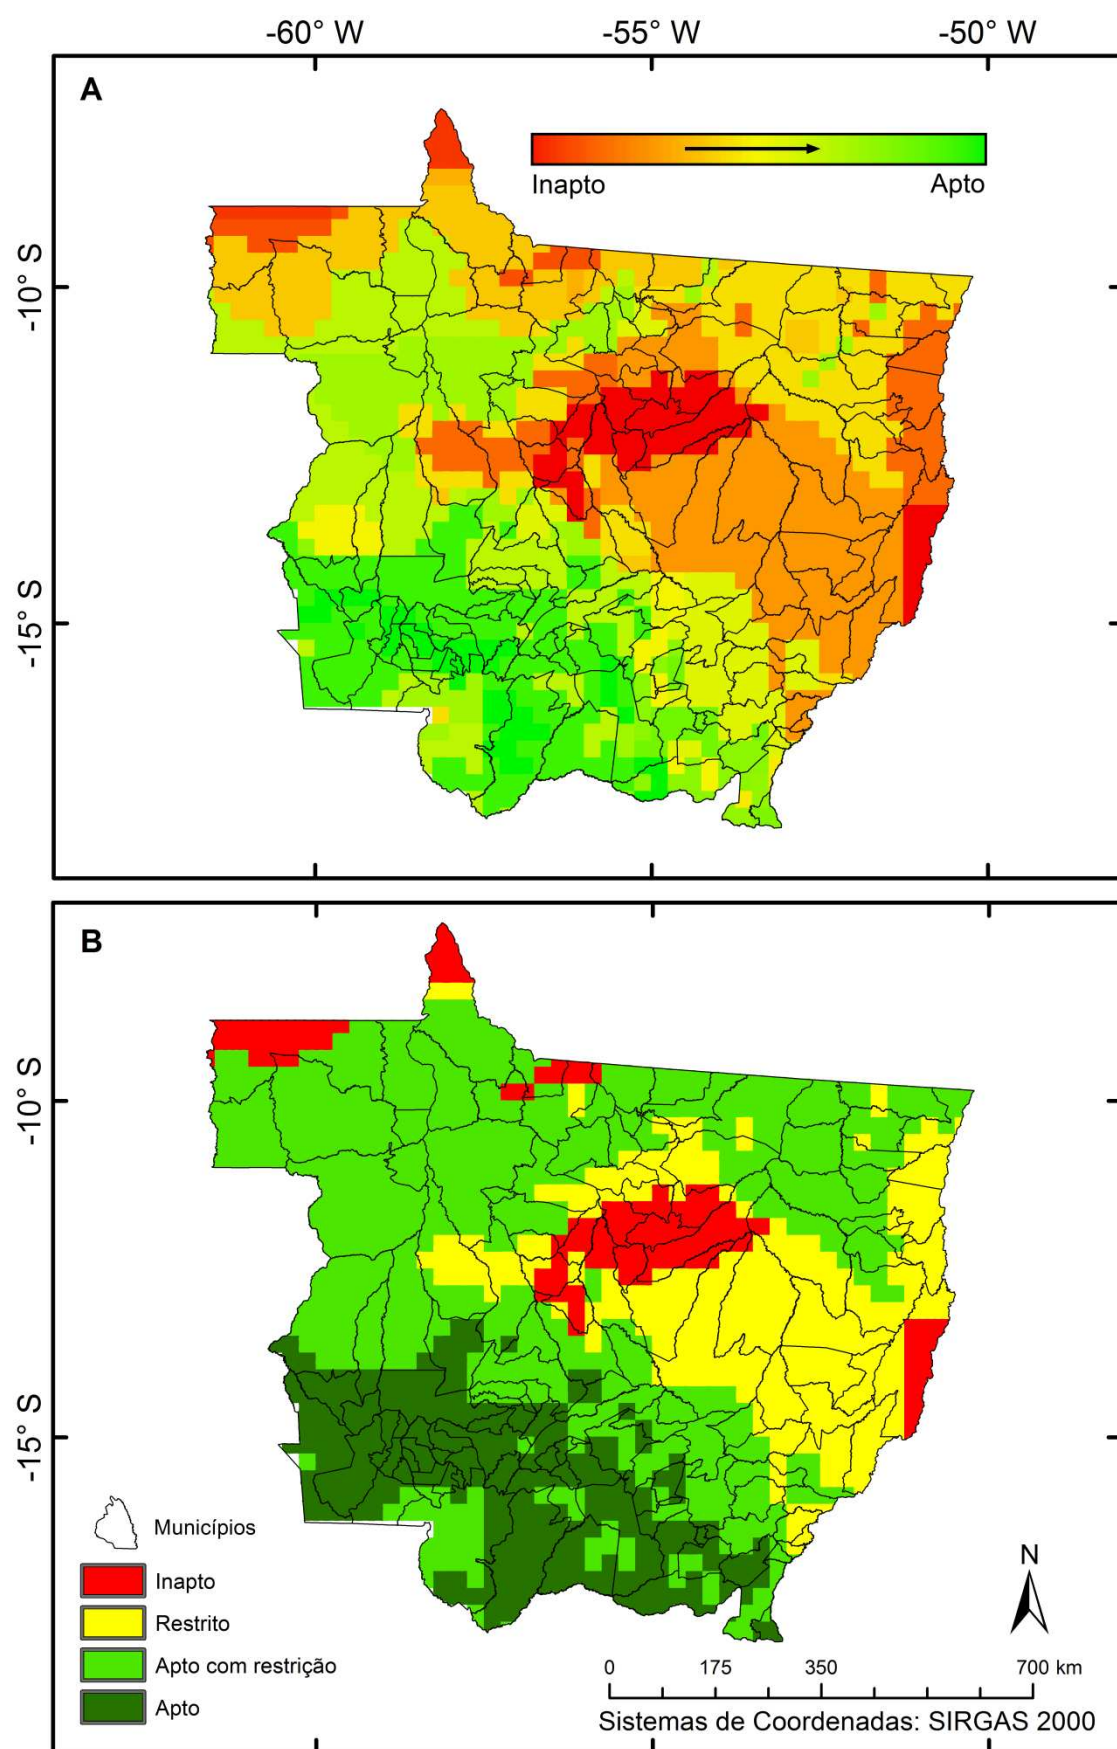 -60° W -55° W -50° W
A
Inapto Apto
-10° S
-15° S
B
-10° S
-15° S
Municípios
Inapto
Restrito
Apto com restrição
Apto
N
0 175 350 700 km
Sistemas de Coordenadas: SIRGAS 2000